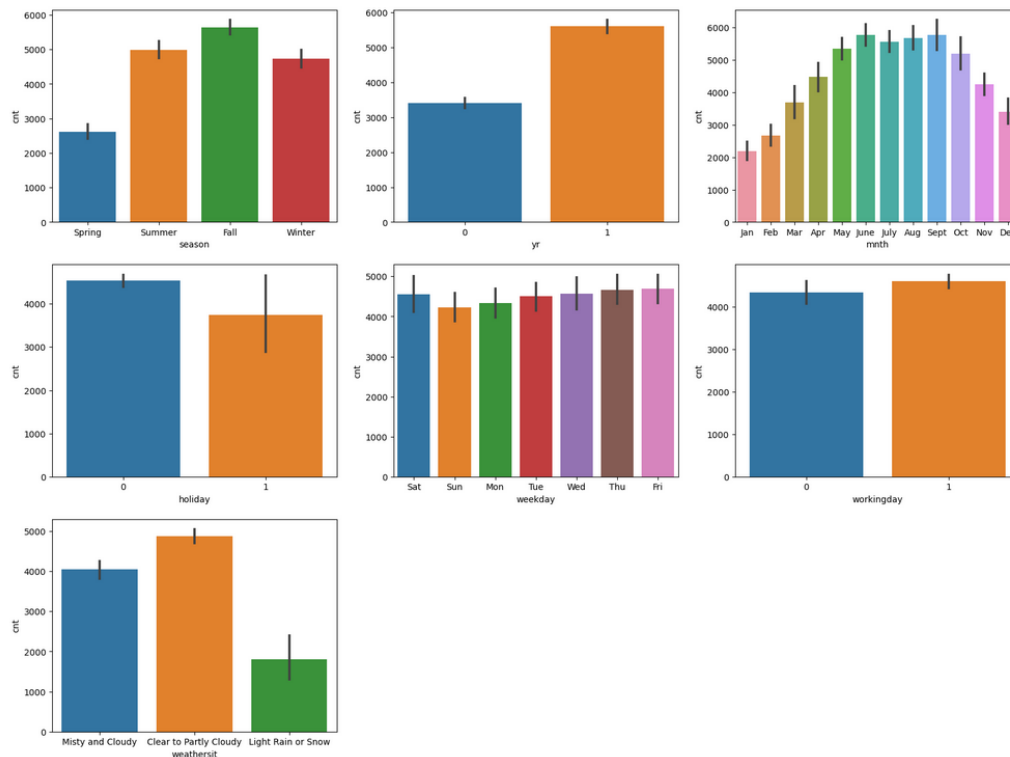 6000
5000
4000
3000
2000
1000
0
cnt
Spring Summer Fall Winter
season
6000
5000
4000
3000
2000
1000
0
cnt
0 1
yr
6000
5000
4000
3000
2000
1000
0
cnt
Jan Feb Mar Apr May June July Aug Sept Oct Nov De
mnth
4000
3000
2000
1000
0
cnt
0 1
holiday
5000
4000
3000
2000
1000
0
cnt
Sat Sun Mon Tue Wed Thu Fri
weekday
4000
3000
2000
1000
0
cnt
0 1
workingday
5000
4000
3000
2000
1000
0
cnt
Misty and Cloudy Clear to Partly Cloudy Light Rain or Snow
weathersit